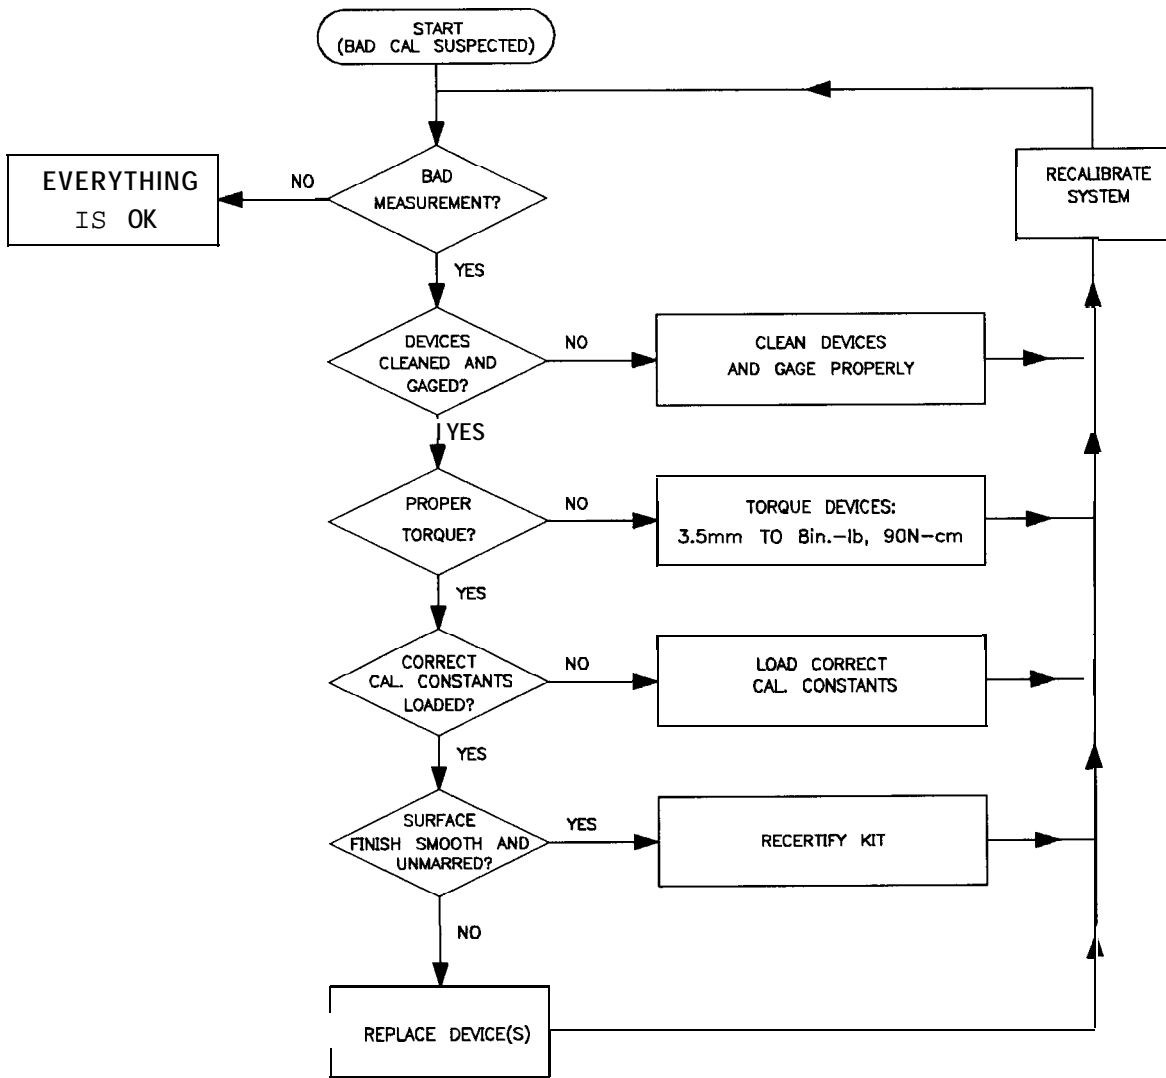 START
(BAD CAL SUSPECTED)
EVERYTHING
IS OK
NO
BAD
MEASUREMENT?
RECALIBRATE
SYSTEM
YES
DEVICES
CLEANED AND
GAGED?
NO
CLEAN DEVICES
AND GAGE PROPERLY
YES
PROPER
TORQUE?
NO
TORQUE DEVICES:
3.5mm TO 8in.-lb, 90N-cm
YES
CORRECT
CAL. CONSTANTS
LOADED?
NO
LOAD CORRECT
CAL. CONSTANTS
YES
SURFACE
FINISH SMOOTH AND
UNMARRED?
YES
RECERTIFY KIT
NO
REPLACE DEVICE(S)